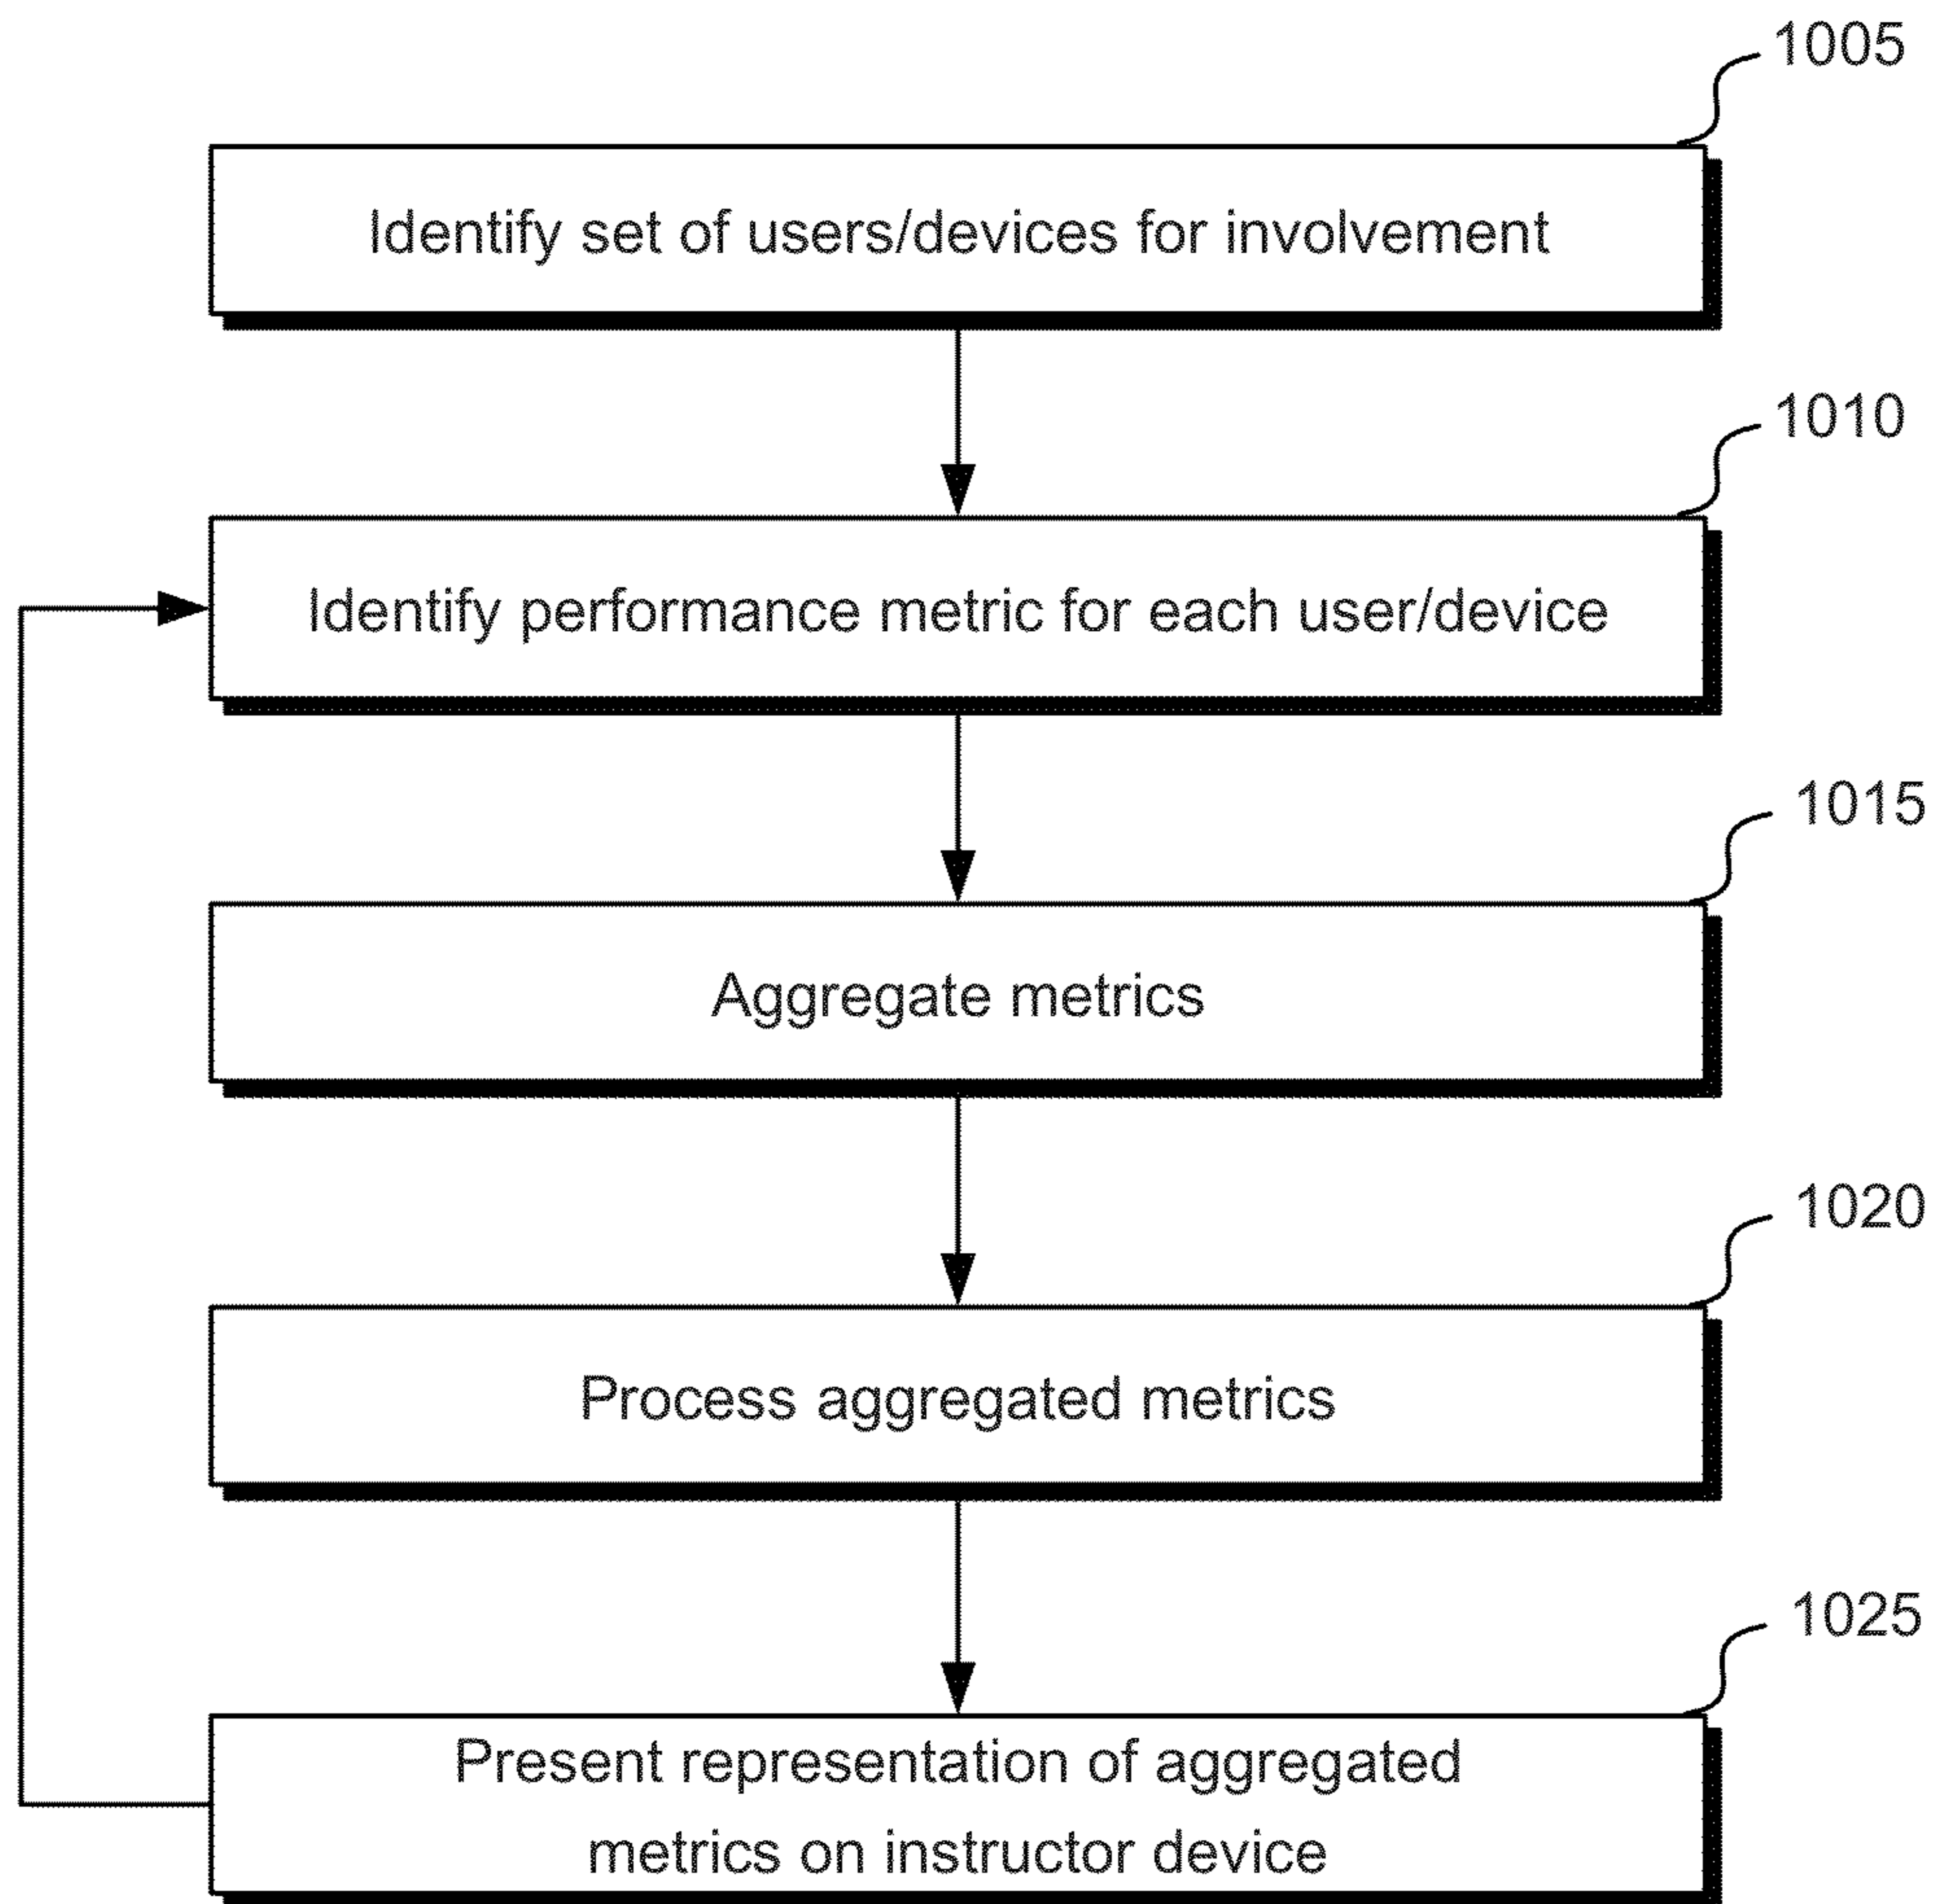 1005
Identify set of users/devices for involvement
1010
Identify performance metric for each user/device
1015
Aggregate metrics
1020
Process aggregated metrics
1025
Present representation of aggregated
metrics on instructor device